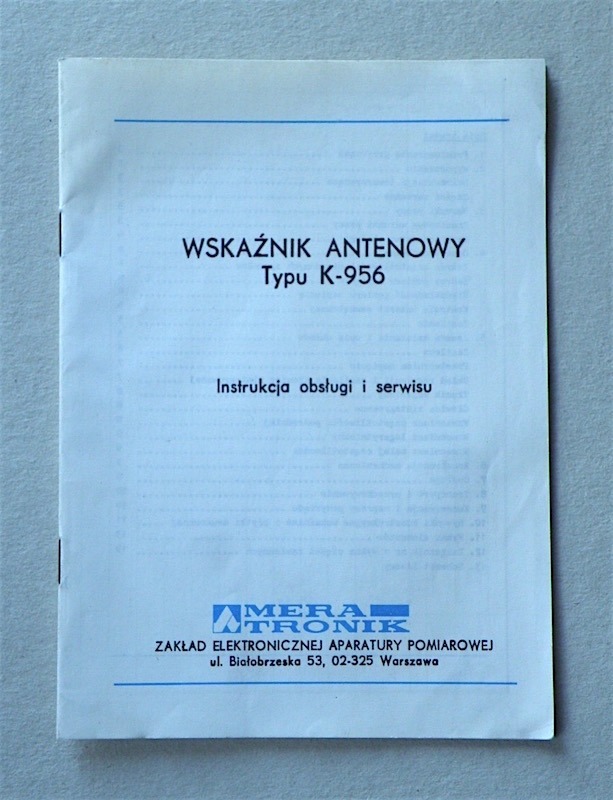 WSKAŹNIK ANTENOWY
Typu K-956
Instrukcja obsługi i serwisu
MERA
TRONIK
ZAKŁAD ELEKTRONICZNEJ APARATURY POMIAROWEJ
ul. Białobrzeska 53, 02-325 Warszawa